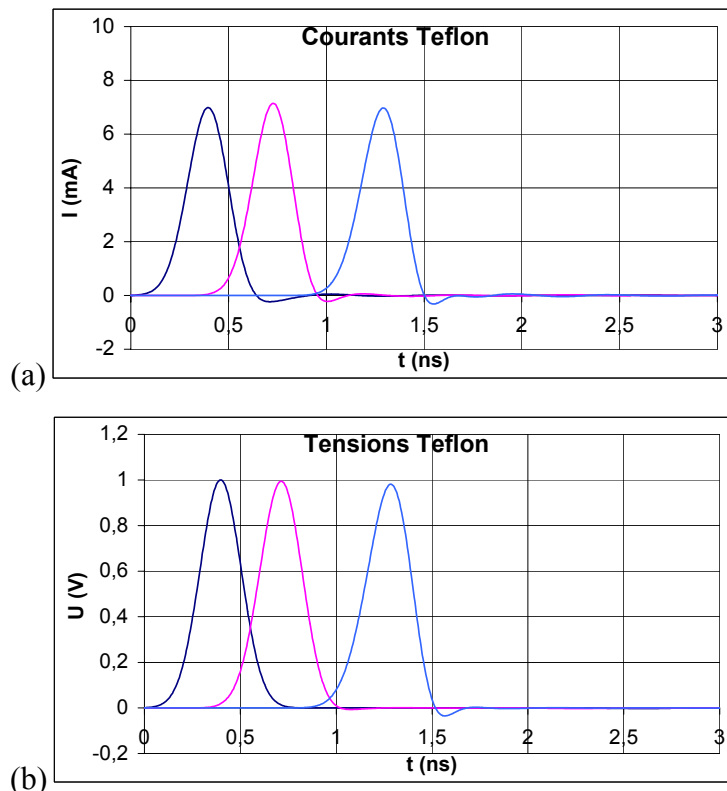 Courants Teflon
10
8
6
4
2
0
-2
I (mA)
0 0,5 1 1,5 2 2,5 3
t (ns)
(a)
Tensions Teflon
1,2
1
0,8
0,6
0,4
0,2
0
-0,2
U (V)
0 0,5 1 1,5 2 2,5 3
t (ns)
(b)